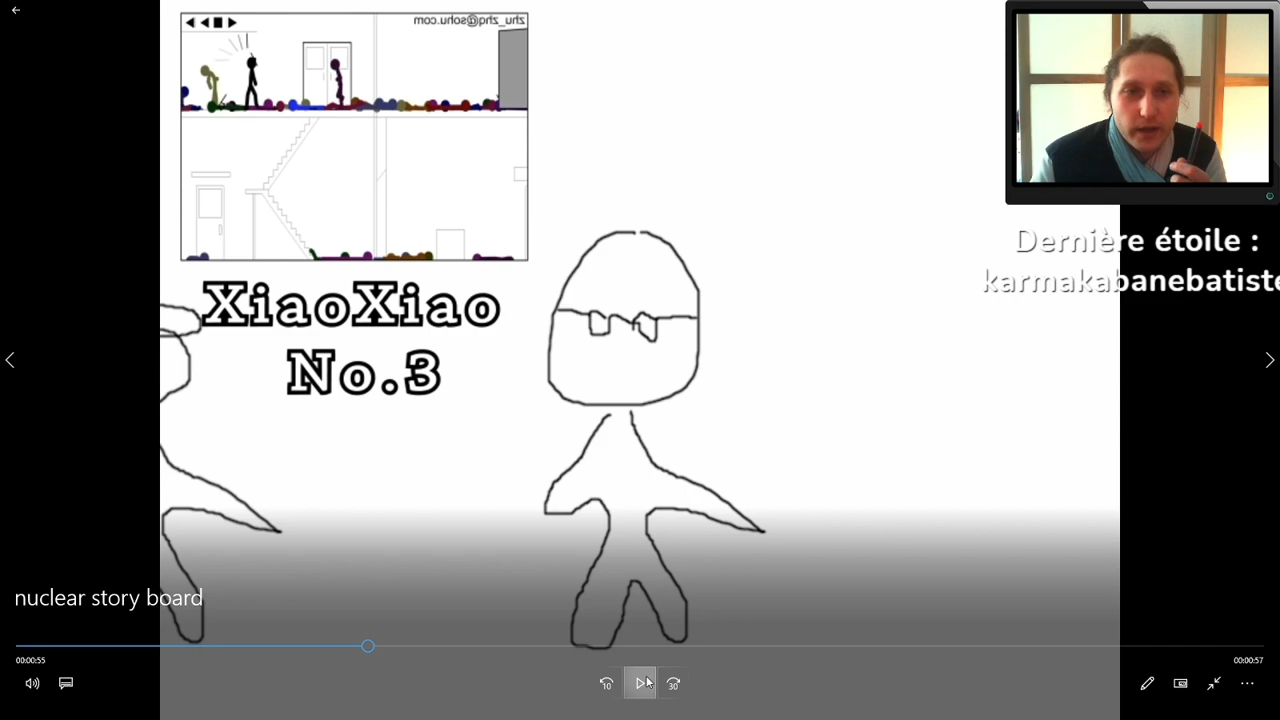 zhu_zhq@sohu.com
Dernière étoile :
karmakabanebatiste
XiaoXiao
No.3
nuclear story board
00:00:55
00:00:57
10
30